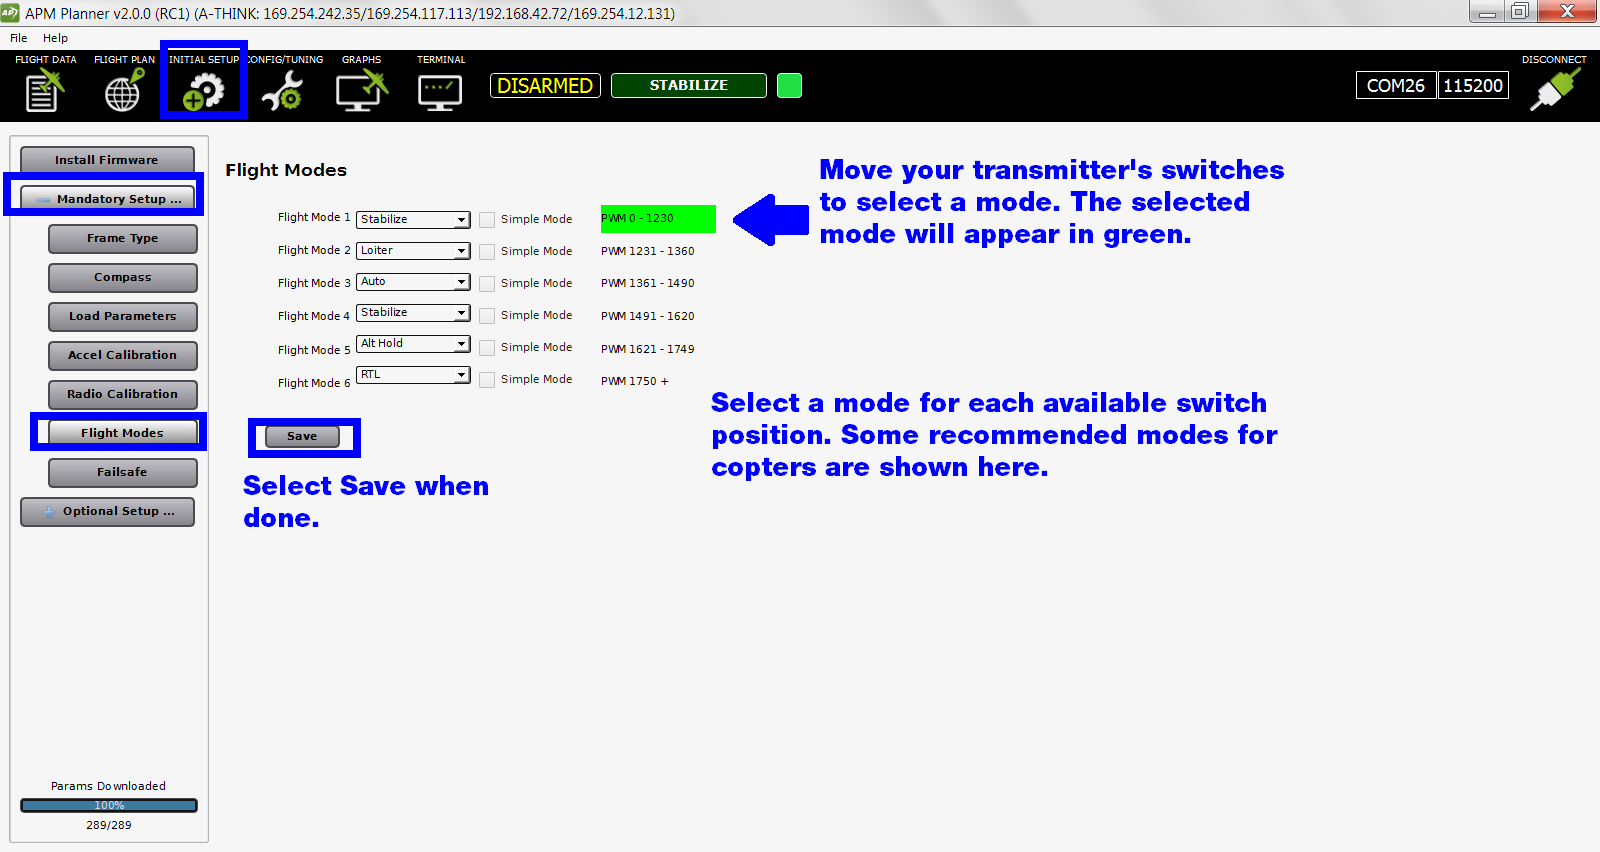 APM Planner v2.0.0 (RC1) (A-THINK: 169.254.242.35/169.254.117.113/192.168.42.72/169.254.12.131)
File Help
FLIGHT DATA FLIGHT PLAN INITIAL SETUP CONFIG/TUNING GRAPHS TERMINAL DISCONNECT
DISARMED STABILIZE COM26 115200
Install Firmware
Mandatory Setup ...
Frame Type
Compass
Load Parameters
Accel Calibration
Radio Calibration
Flight Modes
Failsafe
Optional Setup ...
Params Downloaded
100%
289/289
Flight Modes
Flight Mode 1 Stabilize Simple Mode PWM 0 - 1230
Flight Mode 2 Loiter Simple Mode PWM 1231 - 1360
Flight Mode 3 Auto Simple Mode PWM 1361 - 1490
Flight Mode 4 Stabilize Simple Mode PWM 1491 - 1620
Flight Mode 5 Alt Hold Simple Mode PWM 1621 - 1749
Flight Mode 6 RTL Simple Mode PWM 1750 +
Save
Select Save when
done.
Move your transmitter's switches
to select a mode. The selected
mode will appear in green.
Select a mode for each available switch
position. Some recommended modes for
copters are shown here.